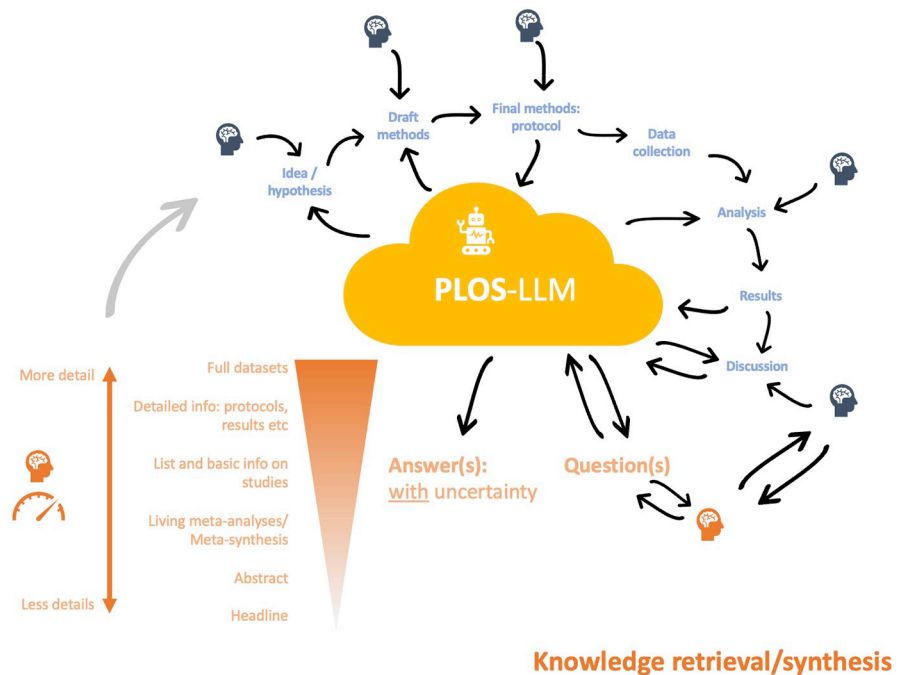 Draft
methods
Final methods:
protocol
Data
collection
Idea /
hypothesis
Analysis
PLOS-LLM
Results
Discussion
More detail
Full datasets
Detailed info: protocols,
results etc
List and basic info on
studies
Living meta-analyses/
Meta-synthesis
Abstract
Less details
Headline
Answer(s):
with uncertainty
Question(s)
Knowledge retrieval/synthesis